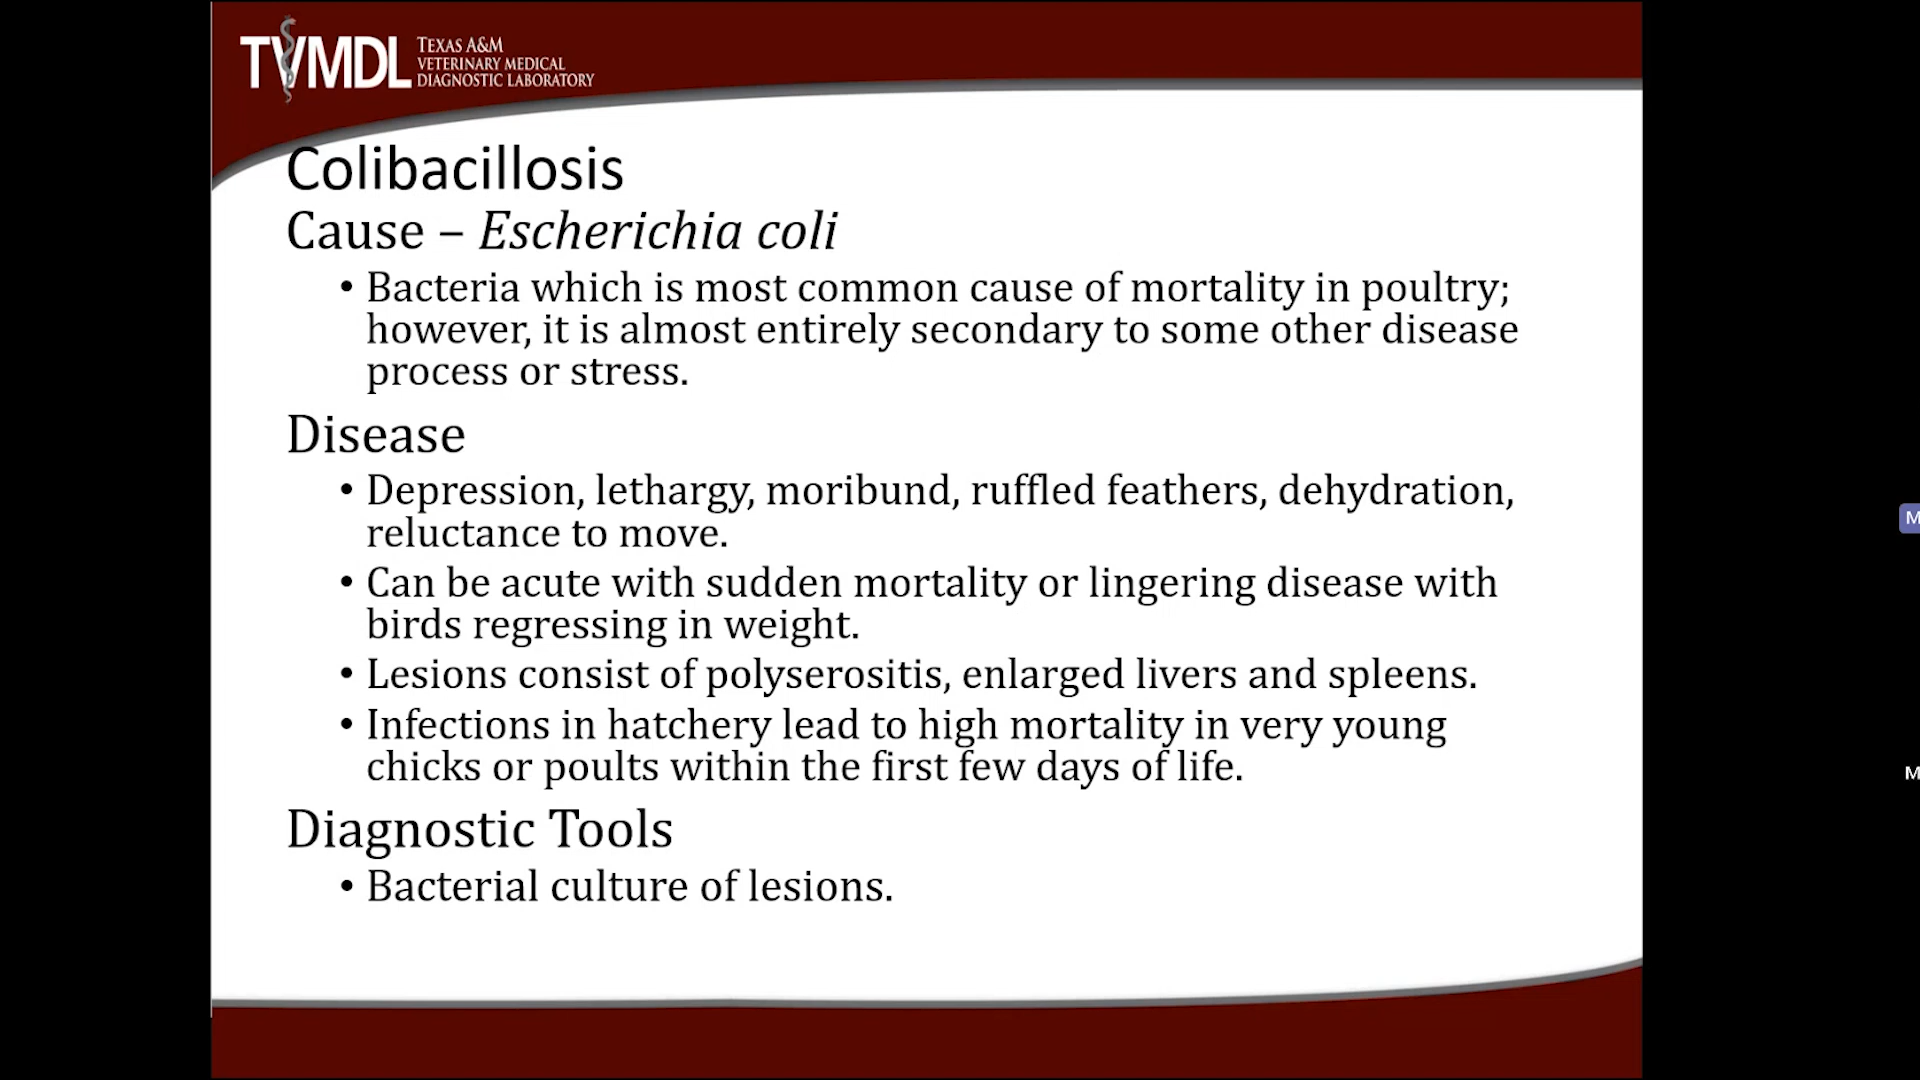 TVMDL
TEXAS A&M
VETERINARY MEDICAL
DIAGNOSTIC LABORATORY
Colibacillosis
Cause – Escherichia coli
• Bacteria which is most common cause of mortality in poultry;
however, it is almost entirely secondary to some other disease
process or stress.
Disease
• Depression, lethargy, moribund, ruffled feathers, dehydration,
reluctance to move.
• Can be acute with sudden mortality or lingering disease with
birds regressing in weight.
• Lesions consist of polyserositis, enlarged livers and spleens.
• Infections in hatchery lead to high mortality in very young
chicks or poults within the first few days of life.
Diagnostic Tools
• Bacterial culture of lesions.
M
M